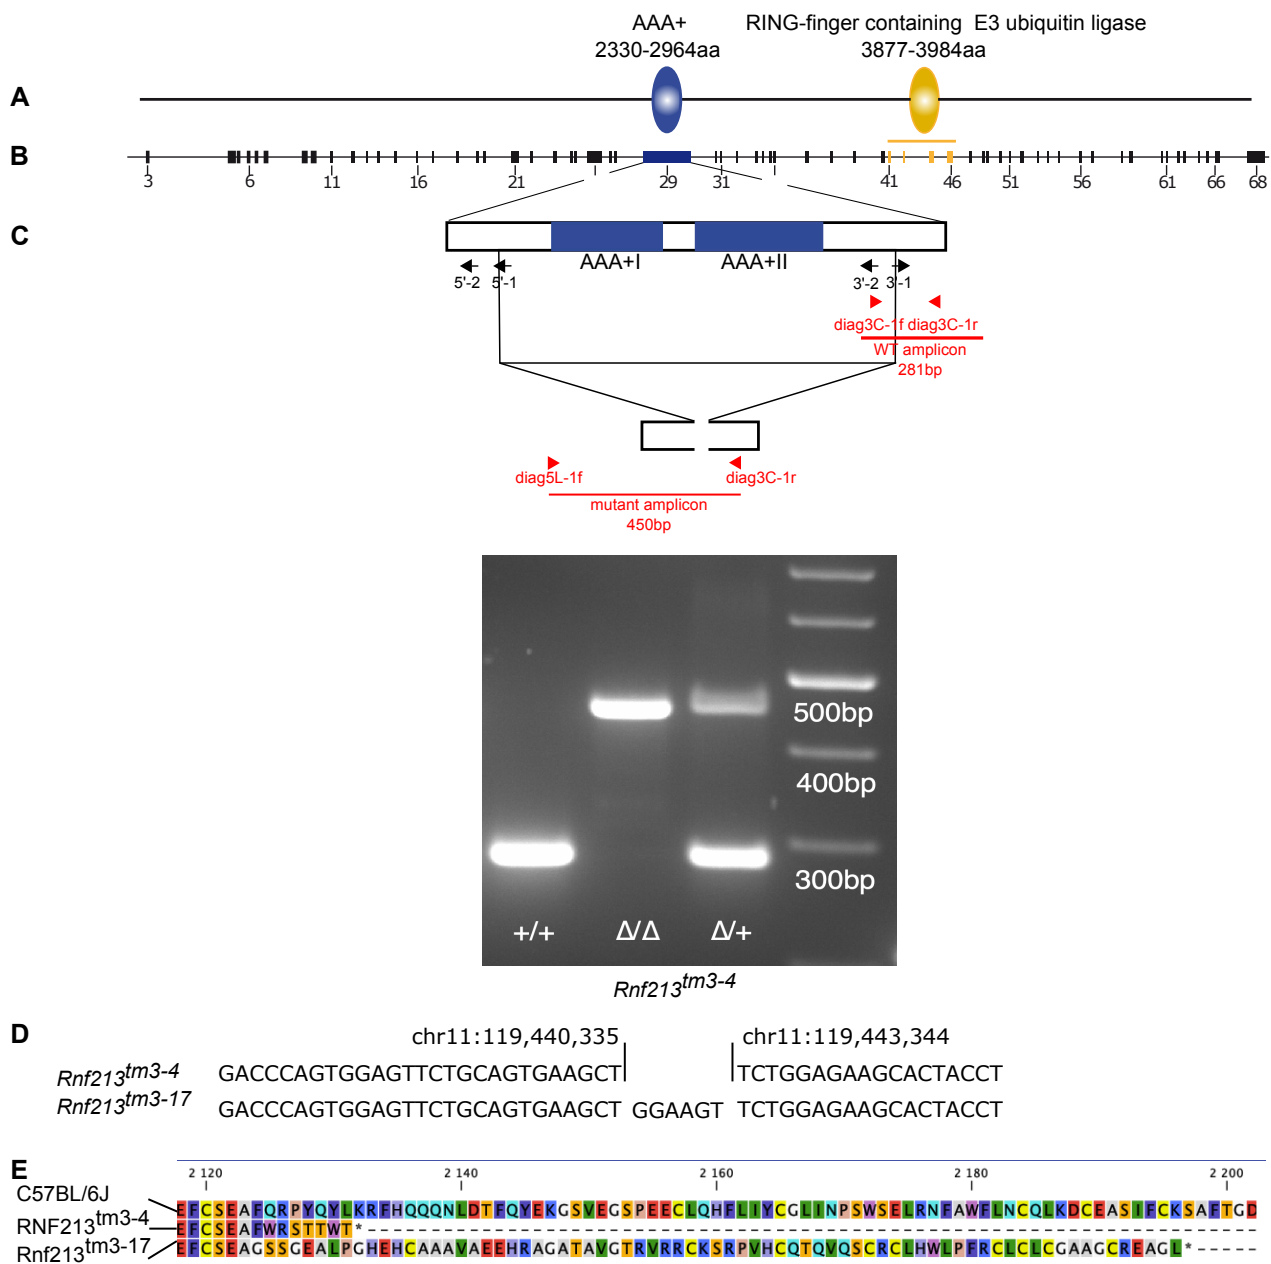 AAA+
2330-2964aa
RING-finger containing E3 ubiquitin ligase
3877-3984aa
A
B
3 6 11 16 21 29 31 41 46 51 56 61 66 68
C
AAA+I AAA+II
5'-2 5'-1 3'-2 3'-1
diag3C-1f diag3C-1r
WT amplicon
281bp
diag5L-1f diag3C-1r
mutant amplicon
450bp
500bp
400bp
300bp
+/+ Δ/Δ Δ/+
Rnf213tm3-4
D
chr11:119,440,335 chr11:119,443,344
Rnf213tm3-4 GACCCAGTGGAGTTCTGCAGTGAAGCT TCTGGAGAAGCACTACCT
Rnf213tm3-17 GACCCAGTGGAGTTCTGCAGTGAAGCT GGAAGT TCTGGAGAAGCACTACCT
E
2 120 2 140 2 160 2 180 2 200
C57BL/6J EFCSEAFQRPYQYLKRFHQQQNLDTFQYEKGSVEGSPEECLQHFLIYCGLINPSWSELRNFAWFLNCQLKDCEASIFCKSAFTGD
RNF213tm3-4 EFCSEAFWRSTTWT*
Rnf213tm3-17 EFCSEAGSSGEALPGHEHCAAAVAEEHRAGATAVGTRVRRCKSRPVHCQTQVQSCRCLHWLPFRCLCLCGAAGCREAGL*